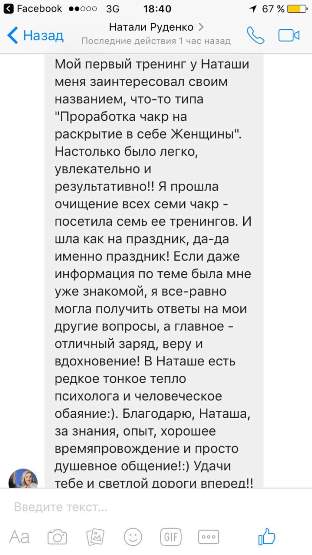 Facebook 3G 18:40 67 %
Назад Натали Руденко
Последние действия 1 час назад
Мой первый тренинг у Наташи
меня заинтересовал своим
названием, что-то типа
"Проработка чакр на
раскрытие в себе Женщины".
Настолько было легко,
увлекательно и
результативно!! Я прошла
очищение всех семи чакр -
посетила семь ее тренингов. И
шла как на праздник, да-да
именно праздник! Если даже
информация по теме была мне
уже знакомой, я все-равно
могла получить ответы на мои
другие вопросы, а главное -
отличный заряд, веру и
вдохновение! В Наташе есть
редкое тонкое тепло
психолога и человеческое
обаяние:). Благодарю, Наташа,
за знания, опыт, хорошее
времяпровождение и просто
душевное общение!:) Удачи
тебе и светлой дороги вперед!!
Введите текст...
Aa GIF